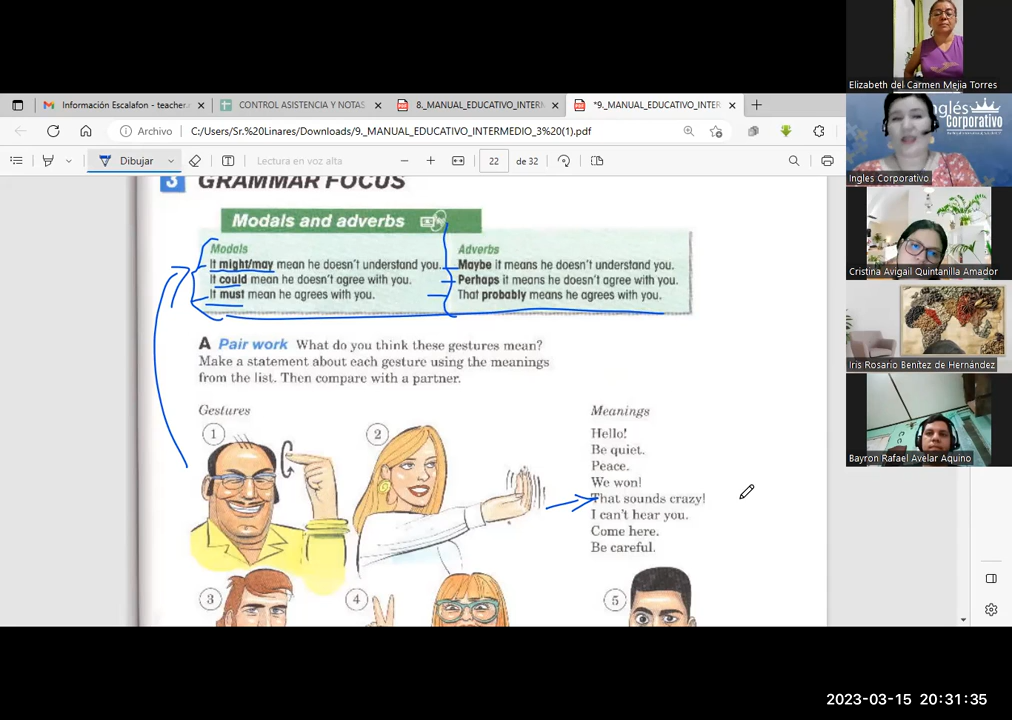 Elizabeth del Carmen Mejia Torres
Información Escalafon - teacher.
CONTROL ASISTENCIA Y NOTAS
8._MANUAL_EDUCATIVO_INTERM
*9._MANUAL_EDUCATIVO_INTER
Archivo
C:/Users/Sr.%20Linares/Downloads/9._MANUAL_EDUCATIVO_INTERMEDIO_3%20(1).pdf
Dibujar
Lectura en voz alta
22
de 32
Inglés
Corporativo
Ingles Corporativo
3 GRAMMAR FOCUS
Modals and adverbs
Modals
It might/may mean he doesn't understand you.
It could mean he doesn't agree with you.
It must mean he agrees with you.
Adverbs
Maybe it means he doesn't understand you.
Perhaps it means he doesn't agree with you.
That probably means he agrees with you.
Cristina Avigail Quintanilla Amador
A Pair work What do you think these gestures mean?
Make a statement about each gesture using the meanings
from the list. Then compare with a partner.
Iris Rosario Benítez de Hernández
Gestures
1
2
Meanings
Hello!
Be quiet.
Peace.
We won!
That sounds crazy!
I can't hear you.
Come here.
Be careful.
Bayron Rafael Avelar Aquino
3
4
5
2023-03-15 20:31:35